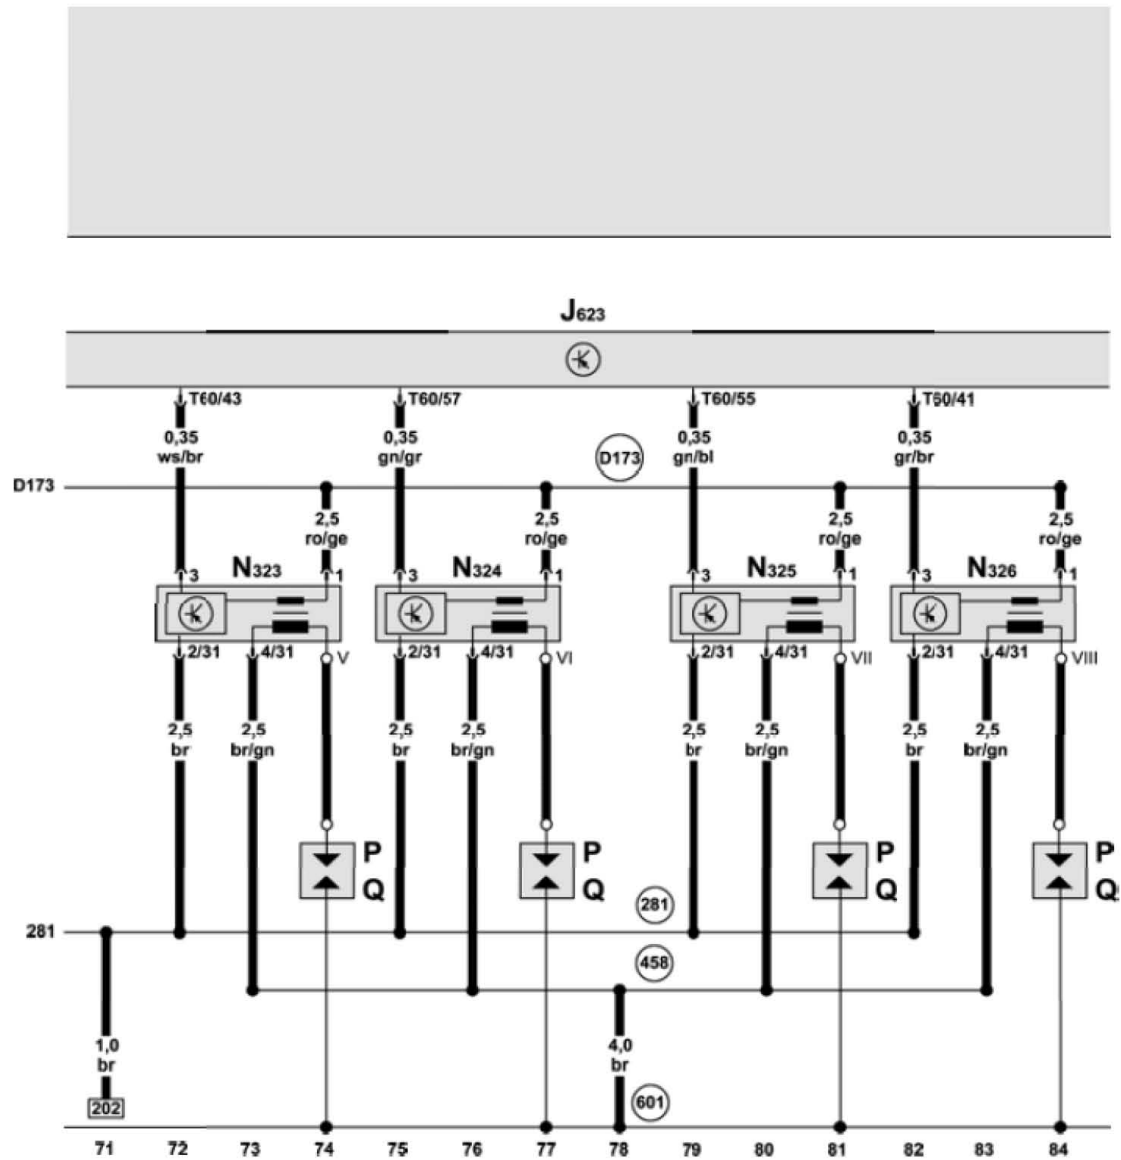 J623
T60/43 T60/57 T60/55 T60/41
0,35 0,35 0,35 0,35
ws/br gn/gr gn/bl gr/br
D173
D173
2,5 2,5 2,5 2,5
ro/ge ro/ge ro/ge ro/ge
3 N323 1 3 N324 1 3 N325 1 3 N326 1
2/31 4/31 V 2/31 4/31 VI 2/31 4/31 VII 2/31 4/31 VIII
2,5 2,5 2,5 2,5 2,5 2,5 2,5 2,5
br br/gn br br/gn br br/gn br br/gn
P P P P
Q Q Q Q
281
281
458
1,0 4,0
br br
202 601
71 72 73 74 75 76 77 78 79 80 81 82 83 84